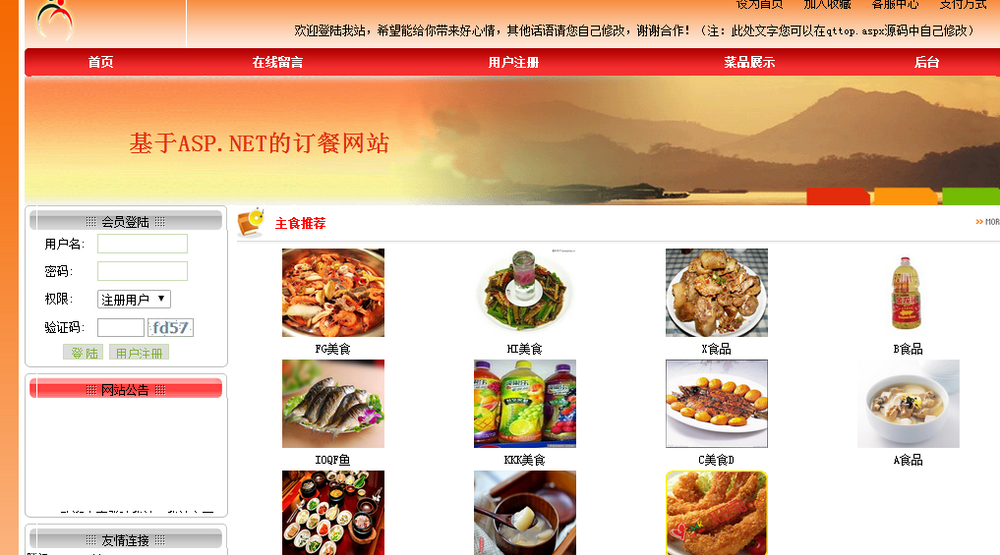 设为首页 加入收藏 客服中心 支付方式
欢迎登陆我站，希望能给你带来好心情，其他话语请您自己修改，谢谢合作！（注：此处文字您可以在qttop.aspx源码中自己修改）
首页 在线留言 用户注册 菜品展示 后台
基于ASP.NET的订餐网站
会员登陆
用户名:
密码:
权限: 注册用户
验证码: fd57
登 陆 用户注册
网站公告
友情连接
主食推荐
MOR
FG美食 HI美食 X食品 B食品
IOQF鱼 KKK美食 C美食D A食品